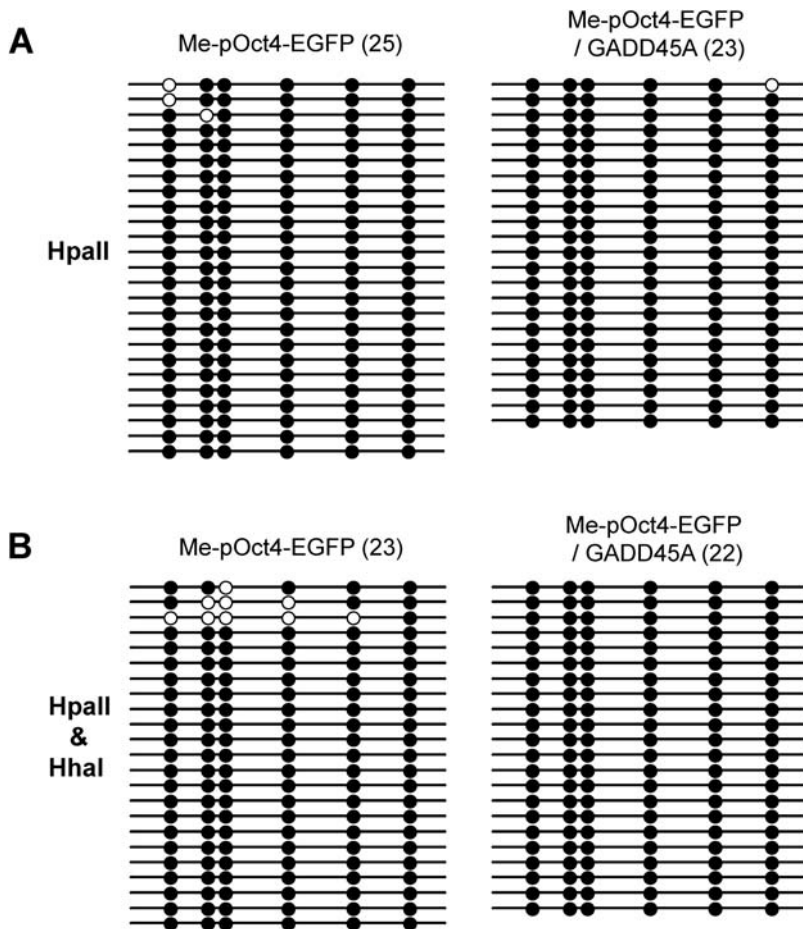 A
Me-pOct4-EGFP (25)
Me-pOct4-EGFP
/ GADD45A (23)
HpaII
B
Me-pOct4-EGFP (23)
Me-pOct4-EGFP
/ GADD45A (22)
HpaII
&
HhaI